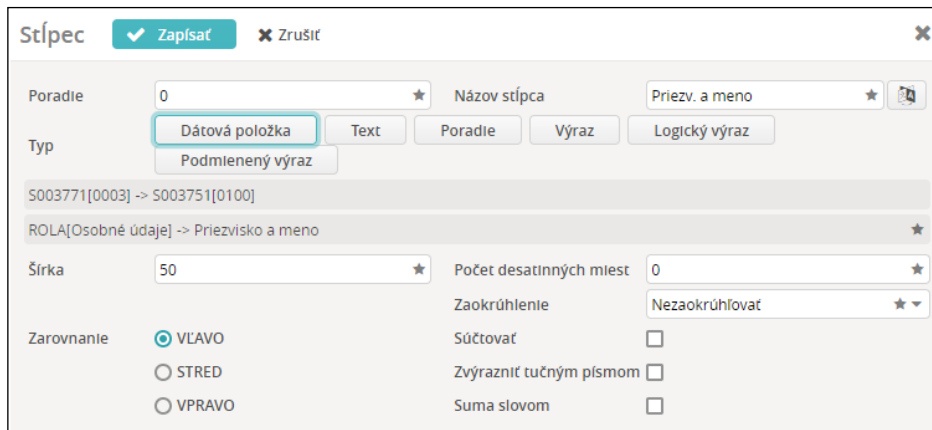 Stĺpec Zapísať Zrušiť
Poradie 0 Názov stĺpca Priezv. a meno
Typ Dátová položka Text Poradie Výraz Logický výraz
Podmienený výraz
S003771[0003] -> S003751[0100]
ROLA[Osobné údaje] -> Priezvisko a meno
Šírka 50 Počet desatinných miest 0
Zaokrúhlenie Nezaokrúhľovať
Zarovnanie VĽAVO Súčtovať
STRED Zvýrazniť tučným písmom
VPRAVO Suma slovom